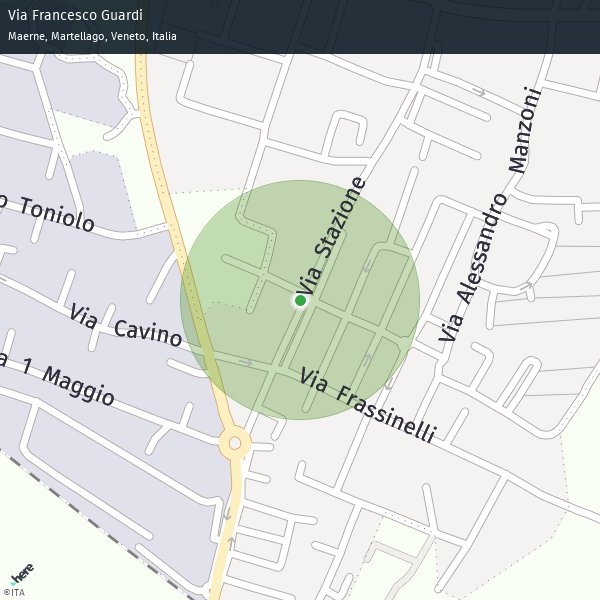 Via Francesco Guardi
Maerne, Martellago, Veneto, Italia
Via Alessandro Manzoni
o Toniolo
Via Stazione
Via Cavino
a 1 Maggio
Via Frassinelli
here
©ITA